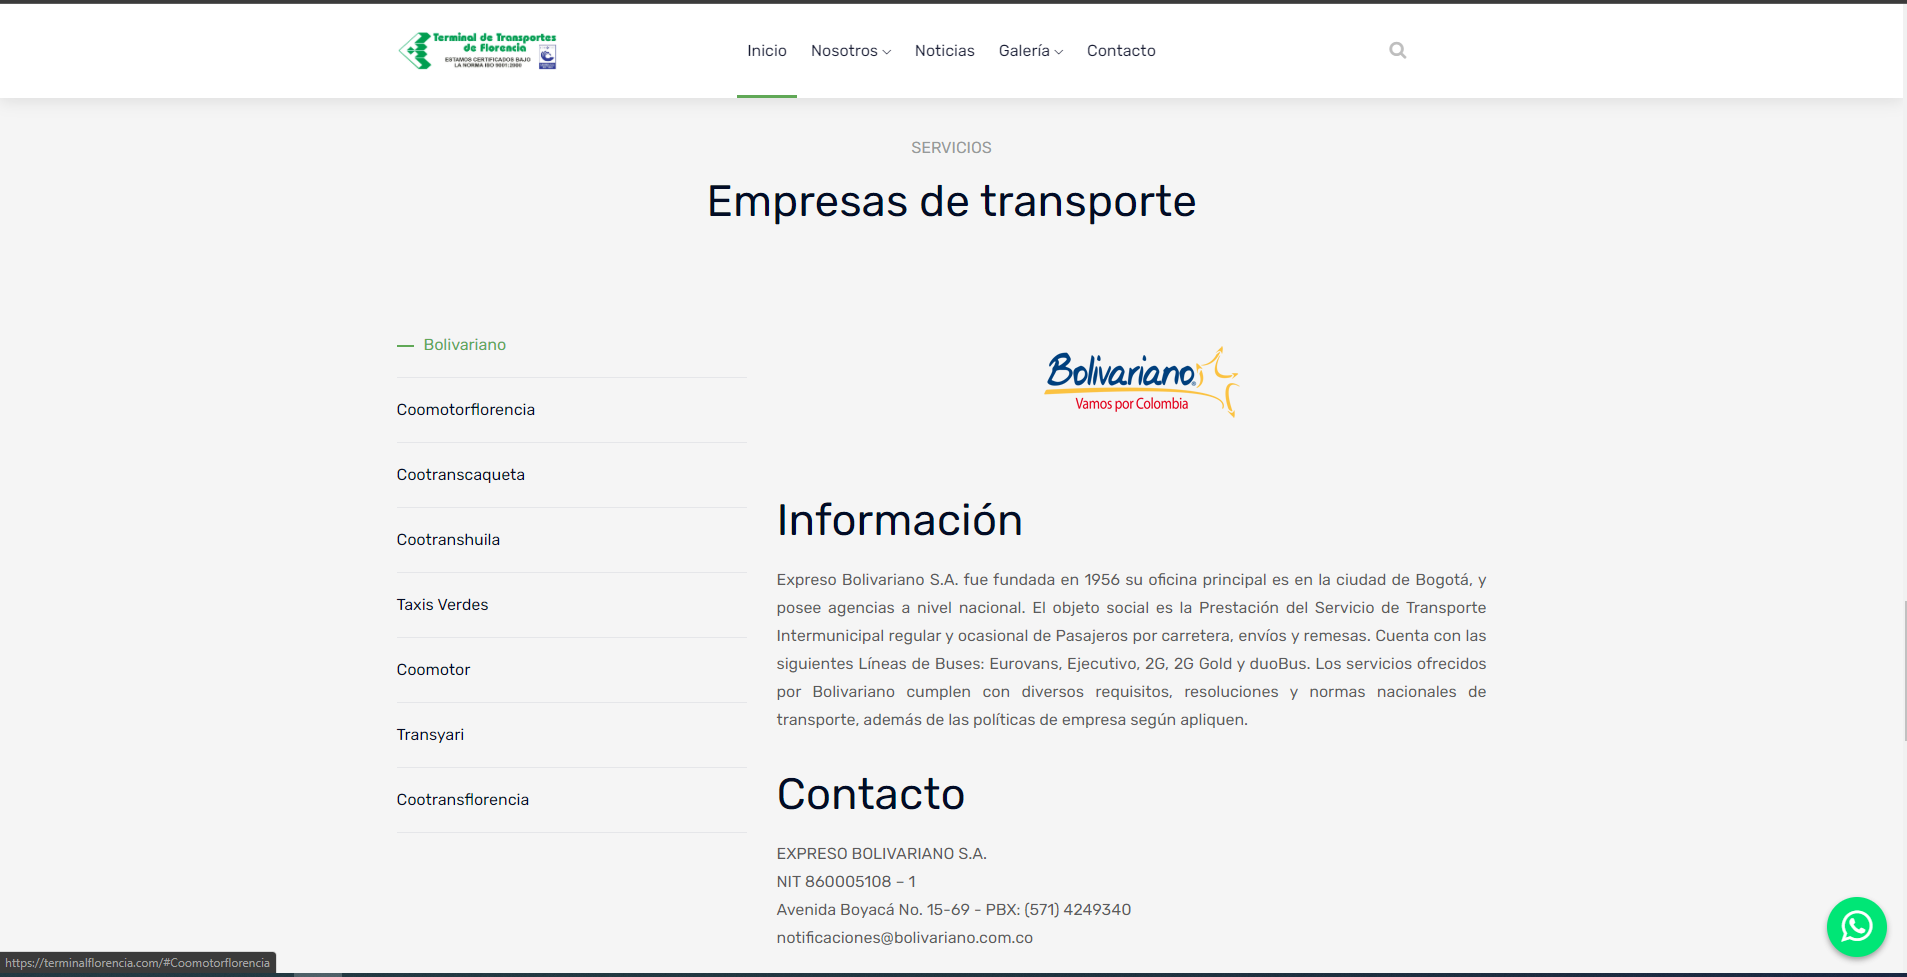 Terminal de Transportes
de Florencia
ESTAMOS CERTIFICADOS BAJO
LA NORMA ISO 9001:2000
Inicio
Nosotros
Noticias
Galería
Contacto
SERVICIOS
Empresas de transporte
Bolivariano
Coomotorflorencia
Cootranscaqueta
Cootranshuila
Taxis Verdes
Coomotor
Transyari
Cootransflorencia
Bolivariano
Vamos por Colombia
Información
Expreso Bolivariano S.A. fue fundada en 1956 su oficina principal es en la ciudad de Bogotá, y
posee agencias a nivel nacional. El objeto social es la Prestación del Servicio de Transporte
Intermunicipal regular y ocasional de Pasajeros por carretera, envíos y remesas. Cuenta con las
siguientes Líneas de Buses: Eurovans, Ejecutivo, 2G, 2G Gold y duoBus. Los servicios ofrecidos
por Bolivariano cumplen con diversos requisitos, resoluciones y normas nacionales de
transporte, además de las políticas de empresa según apliquen.
Contacto
EXPRESO BOLIVARIANO S.A.
NIT 860005108 – 1
Avenida Boyacá No. 15-69 - PBX: (571) 4249340
notificaciones@bolivariano.com.co
https://terminalflorencia.com/#Coomotorflorencia